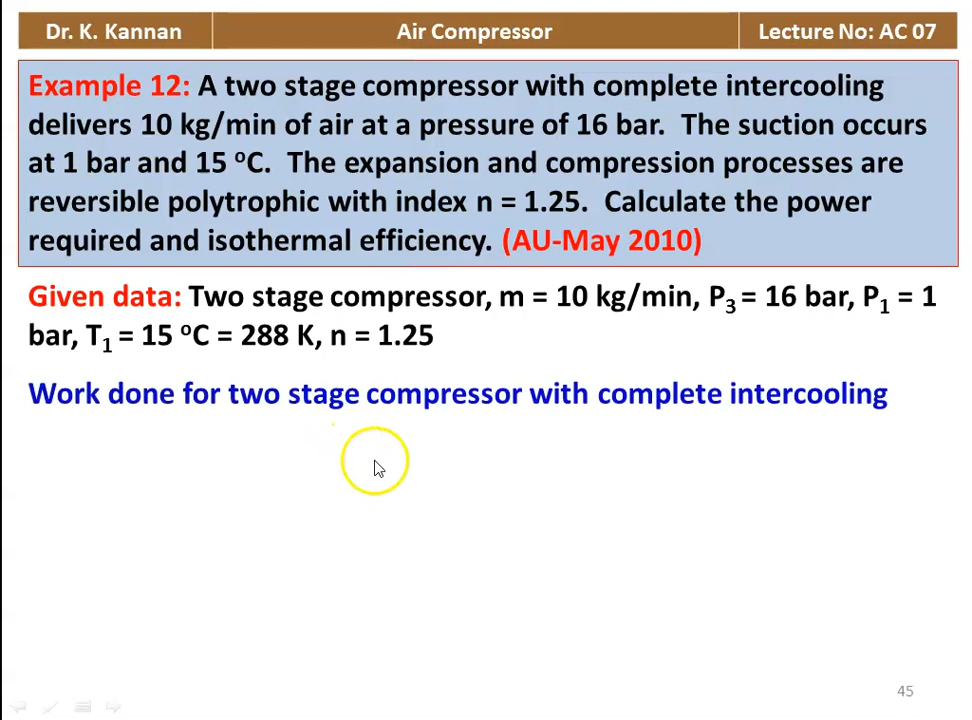 Dr. K. Kannan
Air Compressor
Lecture No: AC 07
Example 12: A two stage compressor with complete intercooling
delivers 10 kg/min of air at a pressure of 16 bar. The suction occurs
at 1 bar and 15 ºC. The expansion and compression processes are
reversible polytrophic with index n = 1.25. Calculate the power
required and isothermal efficiency. (AU-May 2010)
Given data: Two stage compressor, m = 10 kg/min, P₃ = 16 bar, P₁ = 1
bar, T₁ = 15 ºC = 288 K, n = 1.25
Work done for two stage compressor with complete intercooling
45